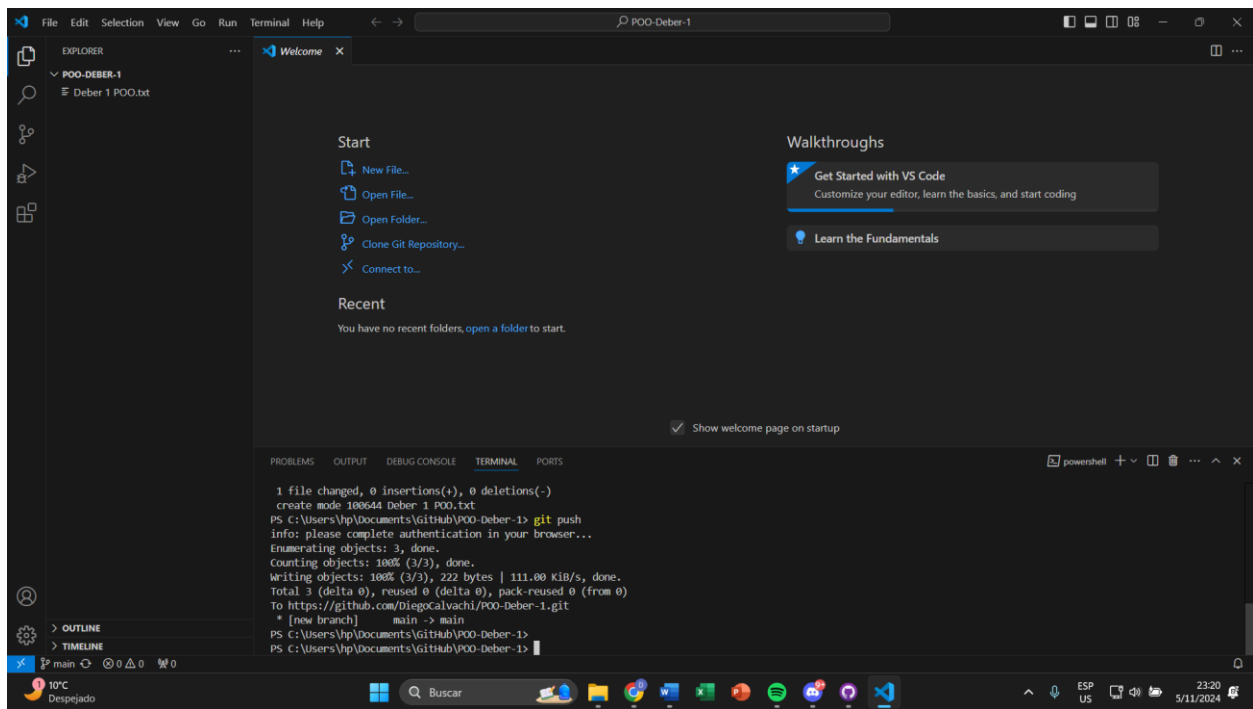 File Edit Selection View Go Run Terminal Help
POO-Deber-1
EXPLORER
Welcome
POO-DEBER-1
Deber 1 POO.txt
Start
New File...
Open File...
Open Folder...
Clone Git Repository...
Connect to...
Recent
You have no recent folders, open a folder to start.
Walkthroughs
Get Started with VS Code
Customize your editor, learn the basics, and start coding
Learn the Fundamentals
Show welcome page on startup
PROBLEMS OUTPUT DEBUG CONSOLE TERMINAL PORTS
powershell
1 file changed, 0 insertions(+), 0 deletions(-)
create mode 100644 Deber 1 POO.txt
PS C:\Users\hp\Documents\GitHub\POO-Deber-1> git push
info: please complete authentication in your browser...
Enumerating objects: 3, done.
Counting objects: 100% (3/3), done.
Writing objects: 100% (3/3), 222 bytes | 111.00 KiB/s, done.
Total 3 (delta 0), reused 0 (delta 0), pack-reused 0 (from 0)
To https://github.com/DiegoCalvachi/POO-Deber-1.git
* [new branch] main -> main
PS C:\Users\hp\Documents\GitHub\POO-Deber-1>
PS C:\Users\hp\Documents\GitHub\POO-Deber-1>
OUTLINE
TIMELINE
main 0 0 0
1
10°C
Despejado
Buscar
ESP
US
23:20
5/11/2024